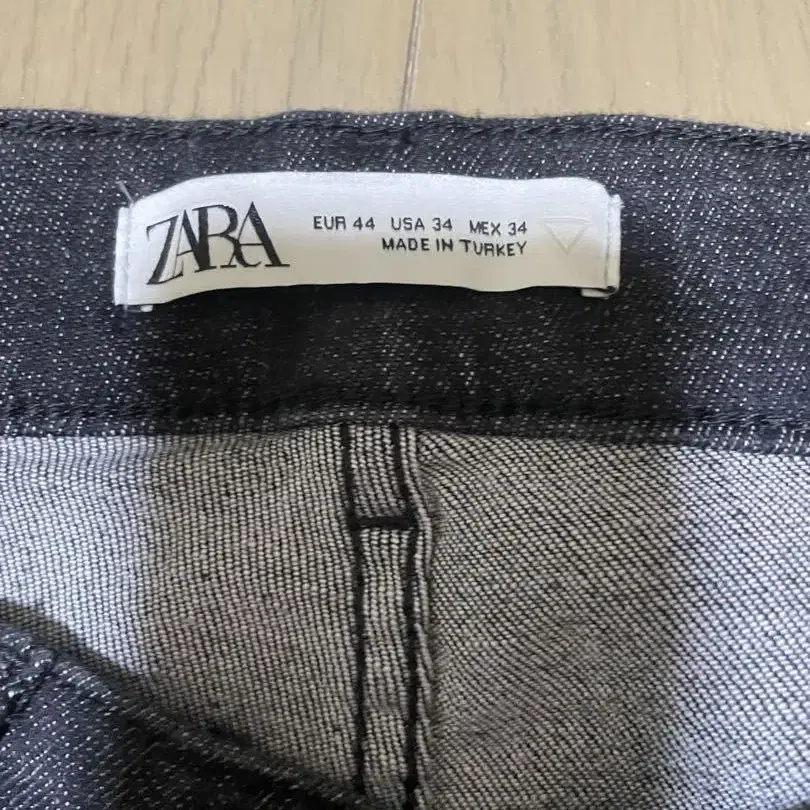 ZARA
EUR 44 USA 34 MEX 34
MADE IN TURKEY